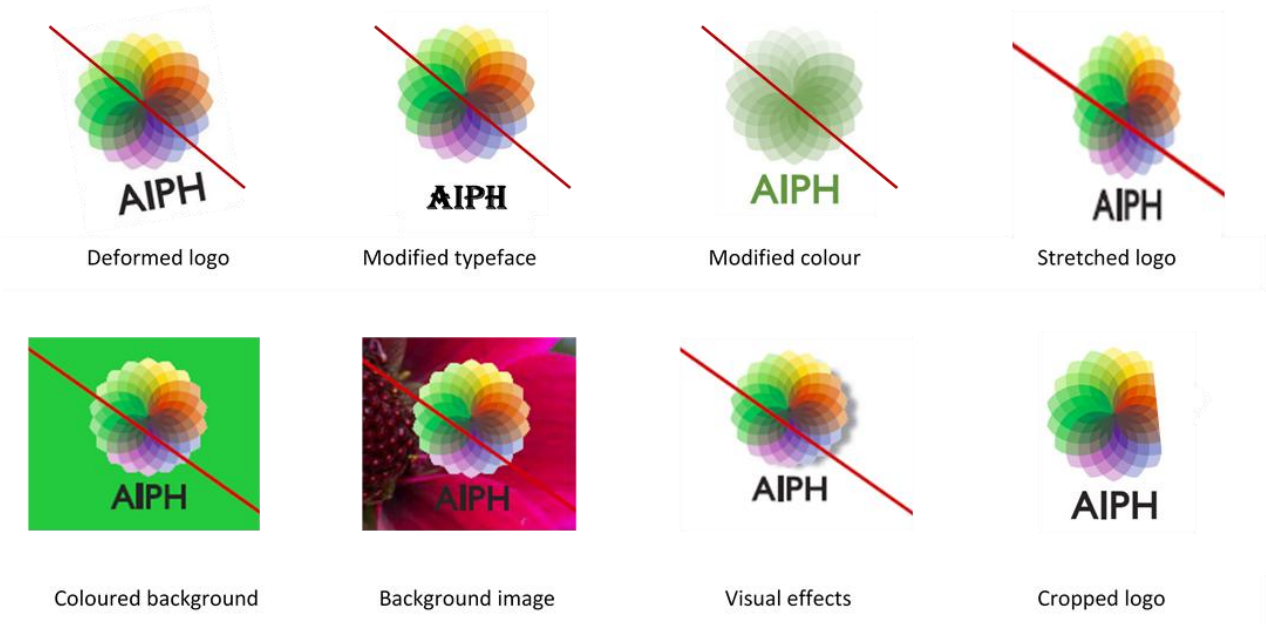 AIPH
AIPH
AIPH
AIPH
Deformed logo
Modified typeface
Modified colour
Stretched logo
AIPH
AIPH
AIPH
AIPH
Coloured background
Background image
Visual effects
Cropped logo